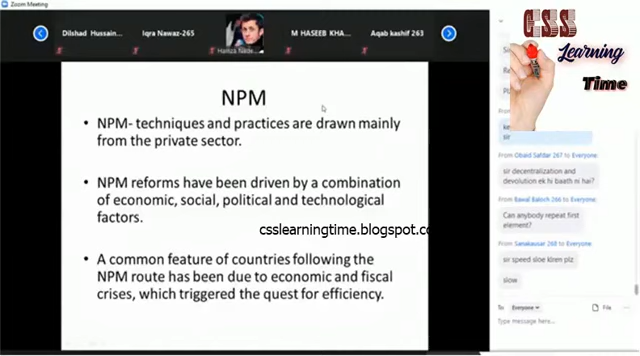 Zoom Meeting
Dilshad Hussain...
Iqra Nawaz-265
M HASEEB KHA...
Aqab kashif 263
CSS
Learning
Time
NPM
• NPM- techniques and practices are drawn mainly
from the private sector.
• NPM reforms have been driven by a combination
of economic, social, political and technological
factors.
csslearningtime.blogspot.co
• A common feature of countries following the
NPM route has been due to economic and fiscal
crises, which triggered the quest for efficiency.
sir
From Obaid Safdar 267 to Everyone:
sir decentralization and
devolution ek hi baath ni hai?
From Bawal Baloch 266 to Everyone:
Can anybody repeat first
element?
From Sanakausar 268 to Everyone:
sir speed sloe kiren plz
slow
To: Everyone
File
Type message here...